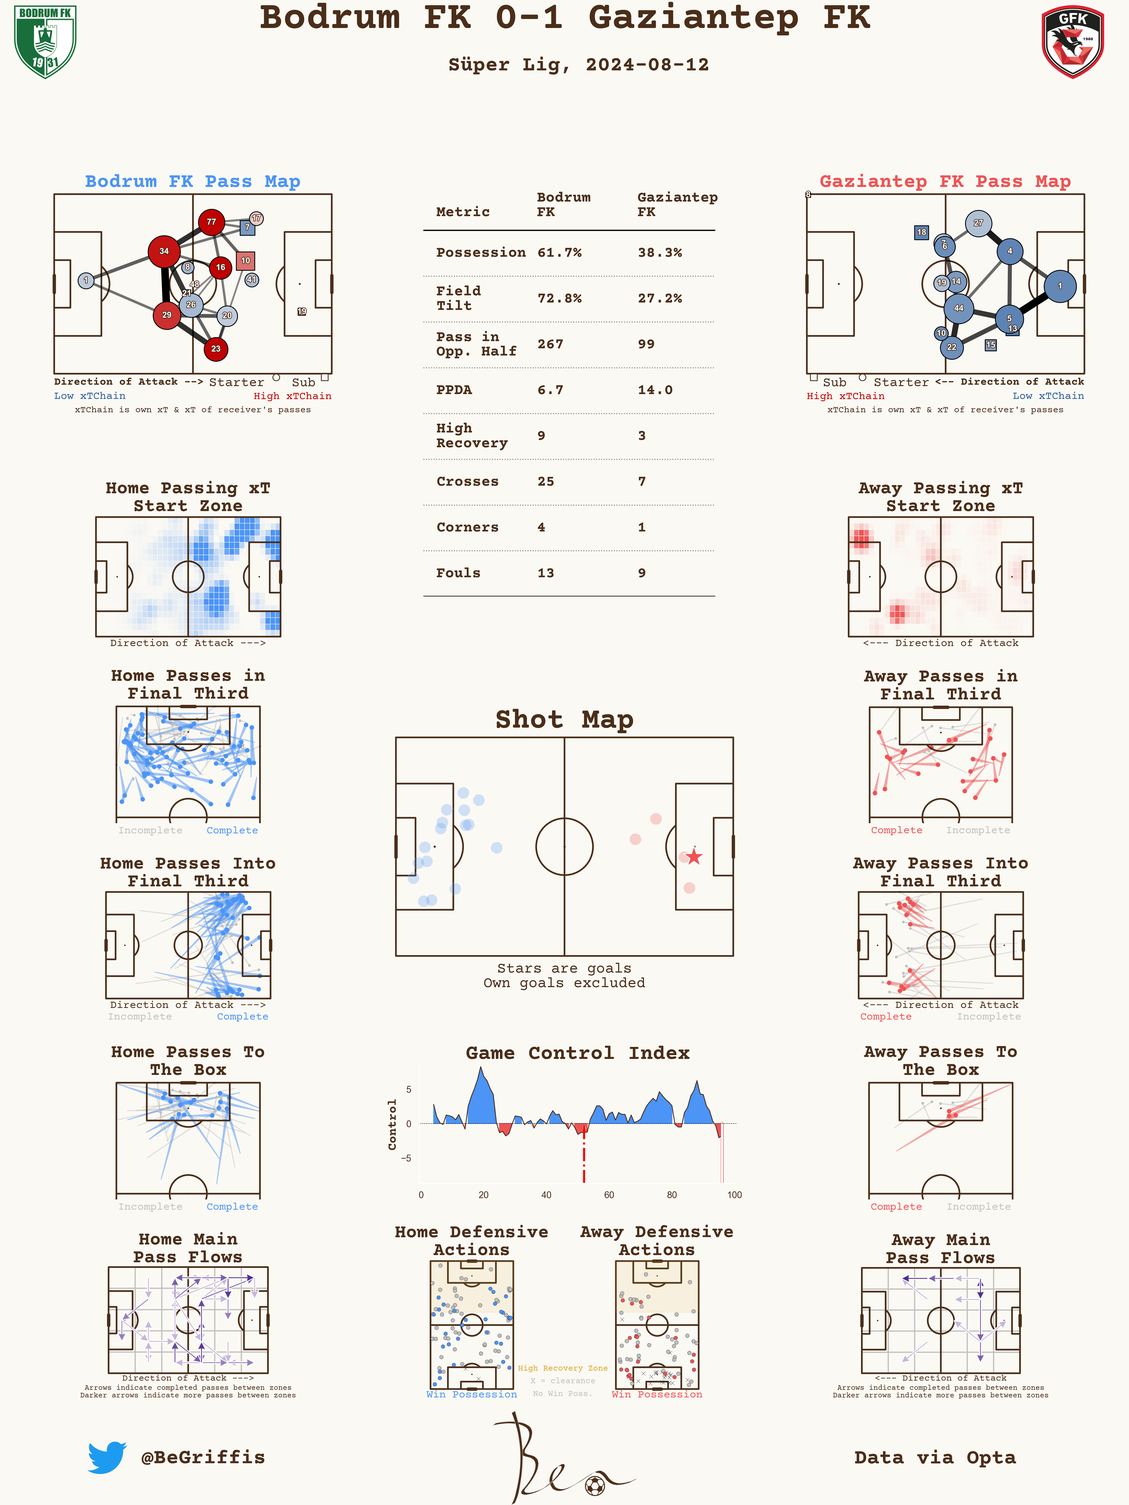 Bodrum FK 0-1 Gaziantep FK
Süper Lig, 2024-08-12
BODRUM FK
19 31
GFK
1988
Bodrum FK Pass Map
77
17
7
34
10
8
16
1
41
48
21
26
19
29
20
23
Direction of Attack --> Starter Sub
Low xTChain High xTChain
xTChain is own xT & xT of receiver's passes
Metric Bodrum FK Gaziantep FK
Possession 61.7% 38.3%
Field Tilt 72.8% 27.2%
Pass in Opp. Half 267 99
PPDA 6.7 14.0
High Recovery 9 3
Crosses 25 7
Corners 4 1
Fouls 13 9
Gaziantep FK Pass Map
8
18
27
6
4
19
14
1
44
5
13
10
22
15
Sub Starter <-- Direction of Attack
High xTChain Low xTChain
xTChain is own xT & xT of receiver's passes
Home Passing xT
Start Zone
Direction of Attack --->
Away Passing xT
Start Zone
<--- Direction of Attack
Home Passes in
Final Third
Incomplete Complete
Away Passes in
Final Third
Complete Incomplete
Shot Map
Stars are goals
Own goals excluded
Home Passes Into
Final Third
Direction of Attack --->
Incomplete Complete
Away Passes Into
Final Third
<--- Direction of Attack
Complete Incomplete
Home Passes To
The Box
Incomplete Complete
Game Control Index
Control
5
0
−5
0 20 40 60 80 100
Away Passes To
The Box
Complete Incomplete
Home Main
Pass Flows
Direction of Attack --->
Arrows indicate completed passes between zones
Darker arrows indicate more passes between zones
Home Defensive
Actions
Win Possession
Away Defensive
Actions
Win Possession
High Recovery Zone
X = clearance
No Win Poss.
Away Main
Pass Flows
<--- Direction of Attack
Arrows indicate completed passes between zones
Darker arrows indicate more passes between zones
@BeGriffis
Ben
Data via Opta